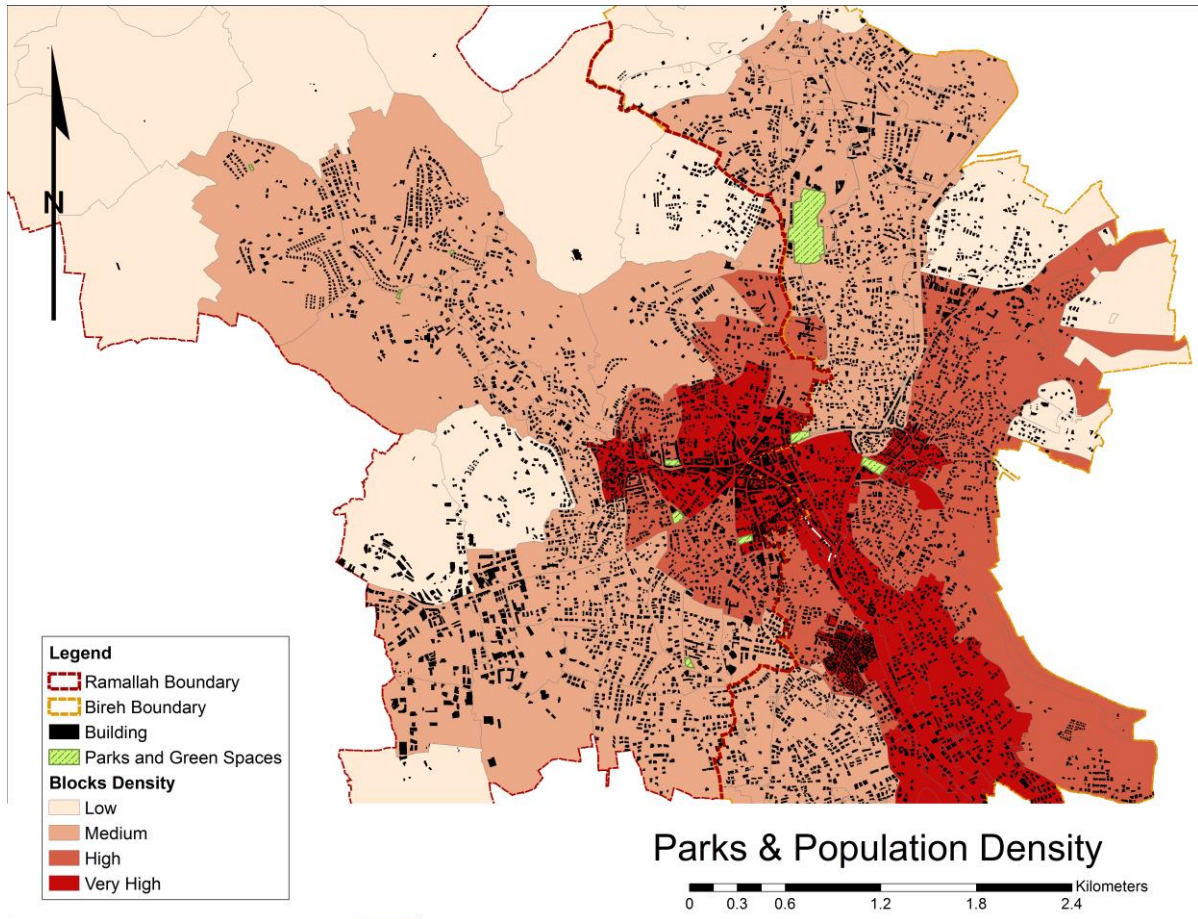 N
Legend
Ramallah Boundary
Bireh Boundary
Building
Parks and Green Spaces
Blocks Density
Low
Medium
High
Very High
Parks & Population Density
Kilometers
0 0.3 0.6 1.2 1.8 2.4